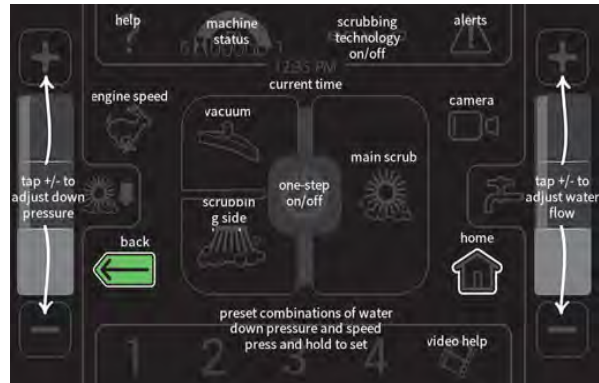 help
machine
status
scrubbing
technology
on/off
alerts
12:35 PM
current time
engine speed
vacuum
camera
main scrub
tap +/- to
adjust down
pressure
one-step
on/off
tap +/- to
adjust water
flow
scrubbin
g side
back
home
preset combinations of water
down pressure and speed
press and hold to set
1 2 3 4
video help